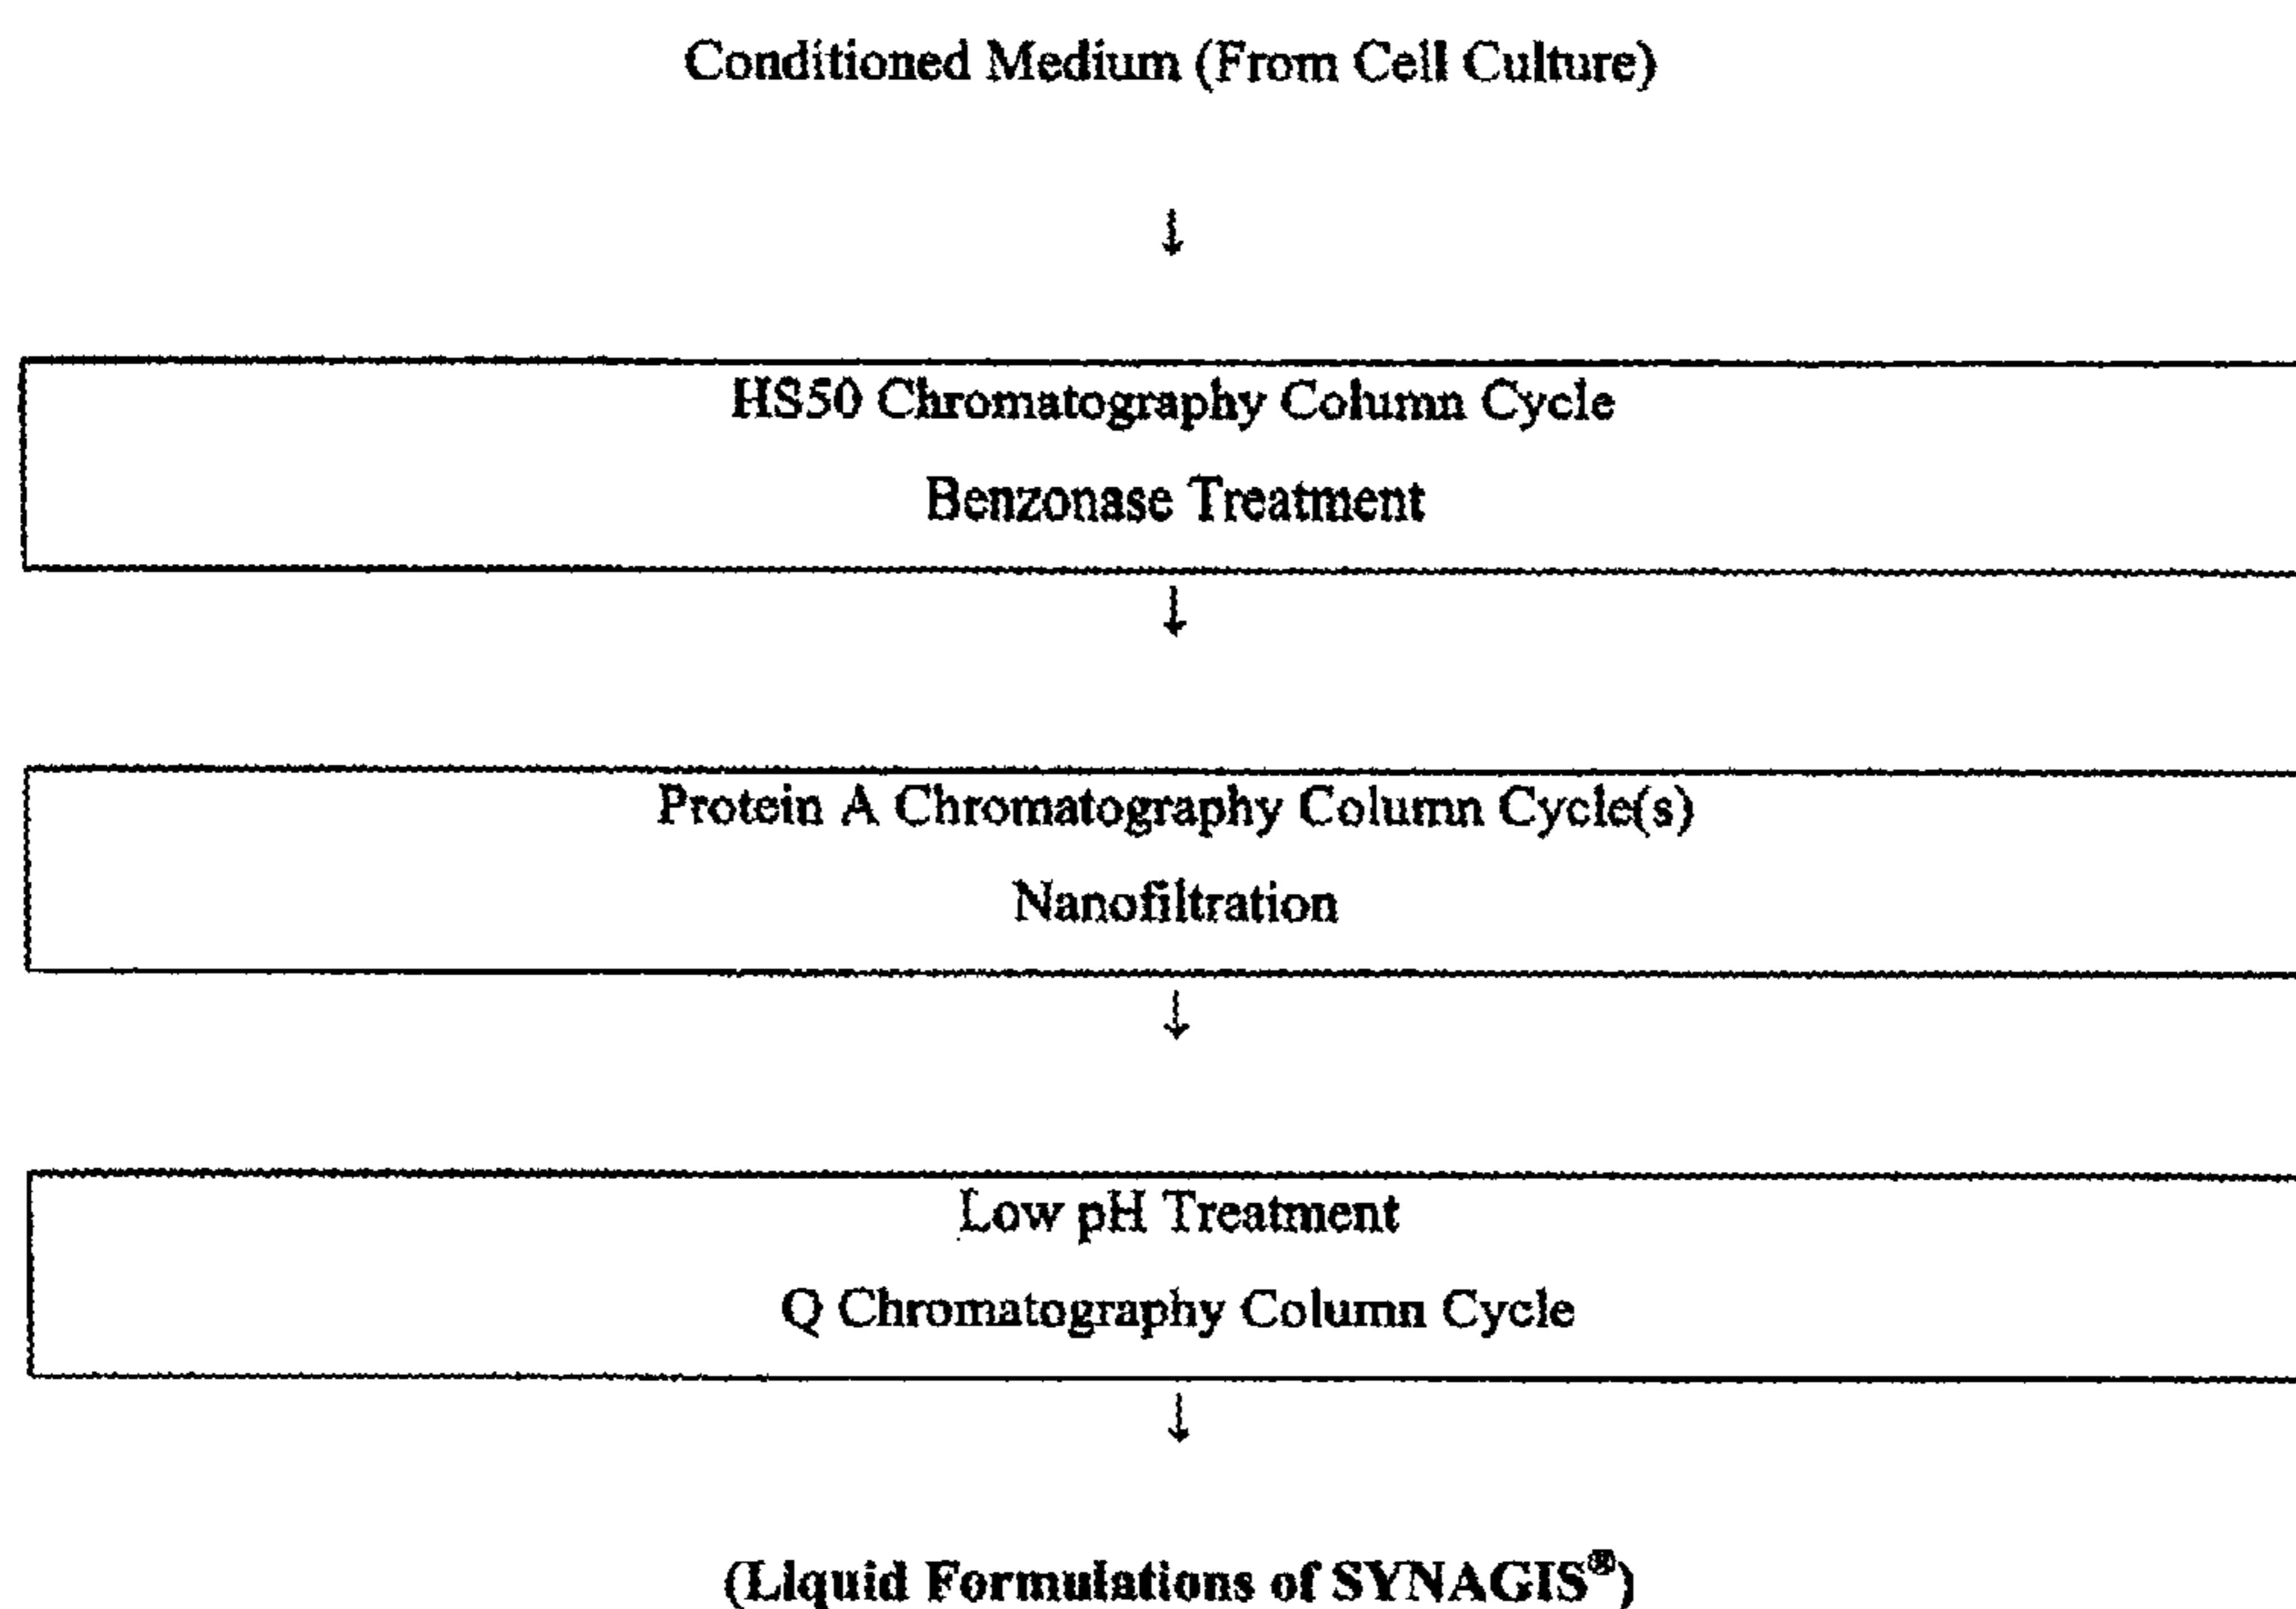 Conditioned Medium (From Cell Culture)
↓
HS50 Chromatography Column Cycle
Benzonase Treatment
↓
Protein A Chromatography Column Cycle(s)
Nanofiltration
↓
Low pH Treatment
Q Chromatography Column Cycle
↓
(Liquid Formulations of SYNAGIS®)